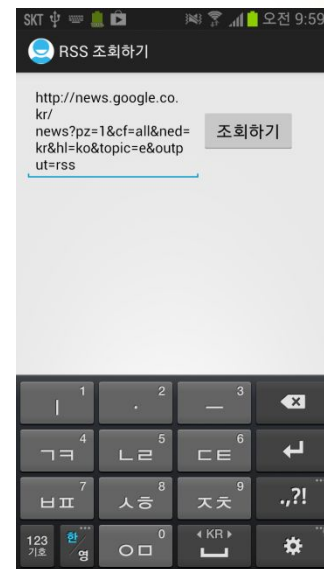 SKT 오전 9:59
RSS 조회하기
http://news.google.co.
kr/
news?pz=1&cf=all&ned=
kr&hl=ko&topic=e&outp
ut=rss
조회하기
ㅣ 1 · 2 ㅡ 3
ㄱㅋ 4 ㄴㄹ 5 ㄷㅌ 6
ㅂㅍ 7 ㅅㅎ 8 ㅈㅊ 9 .,?!
123 기호 한/영 ㅇㅁ 0 KR